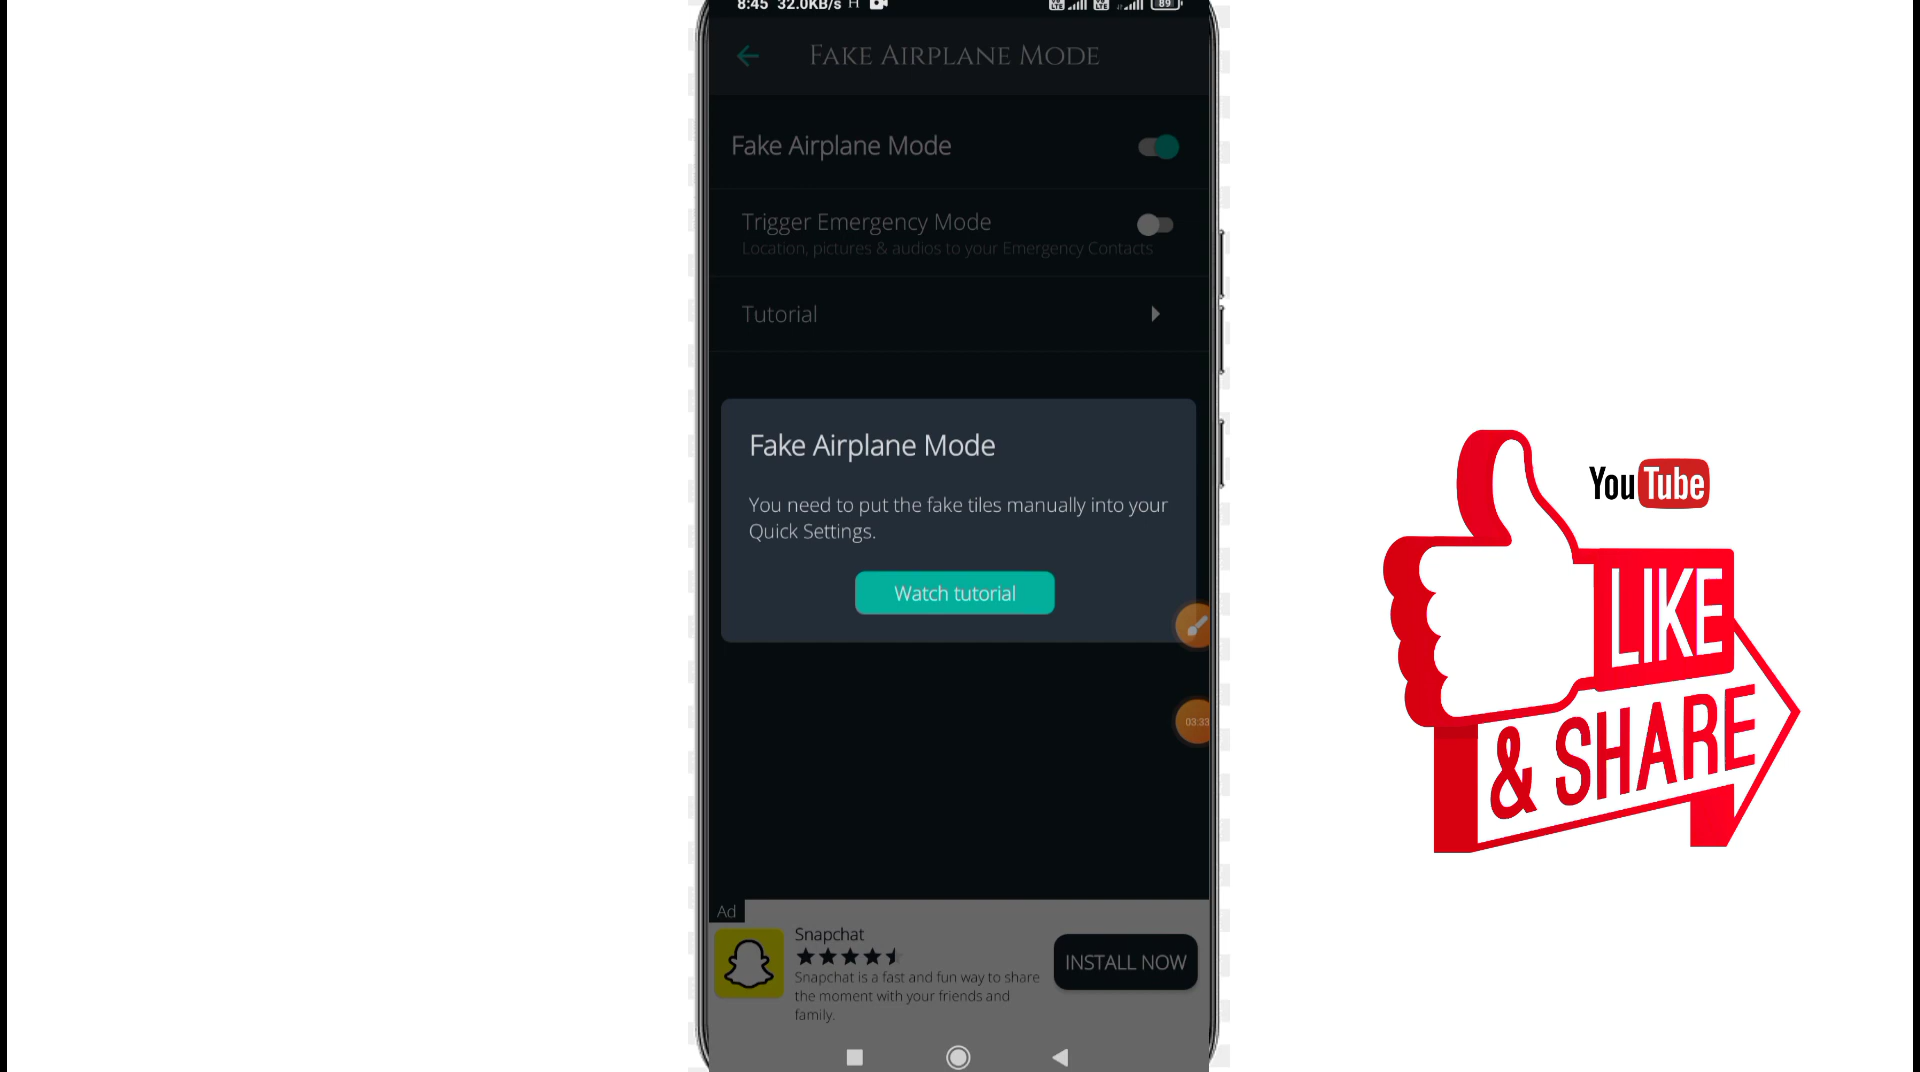 8:45 32.0KB/s H
89
FAKE AIRPLANE MODE
Fake Airplane Mode
Trigger Emergency Mode
Location, pictures & audios to your Emergency Contacts
Tutorial
Fake Airplane Mode
You need to put the fake tiles manually into your
Quick Settings.
Watch tutorial
03:33
Ad
Snapchat
Snapchat is a fast and fun way to share
the moment with your friends and
family.
INSTALL NOW
YouTube
LIKE
& SHARE